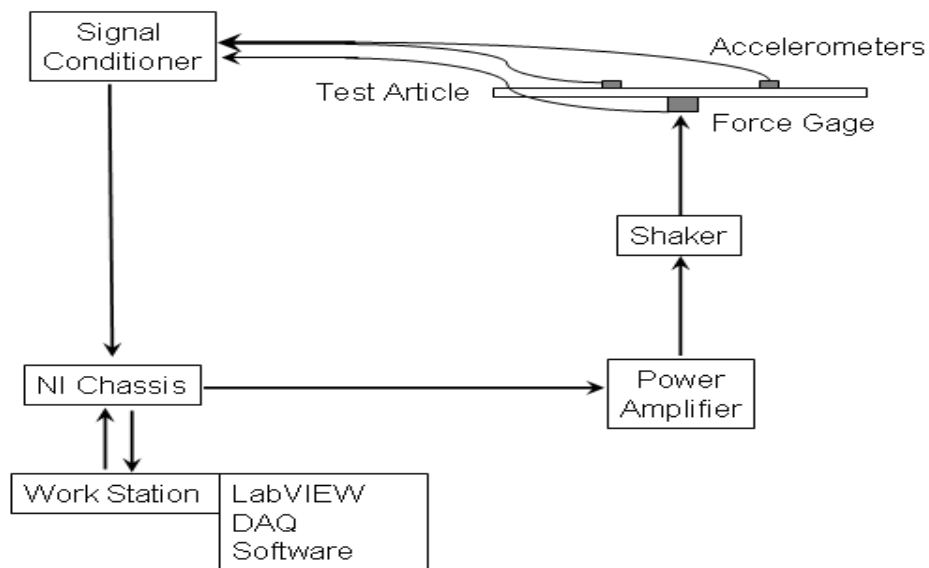 Signal
Conditioner
Accelerometers
Test Article
Force Gage
Shaker
NI Chassis
Power
Amplifier
Work Station
LabVIEW
DAQ
Software